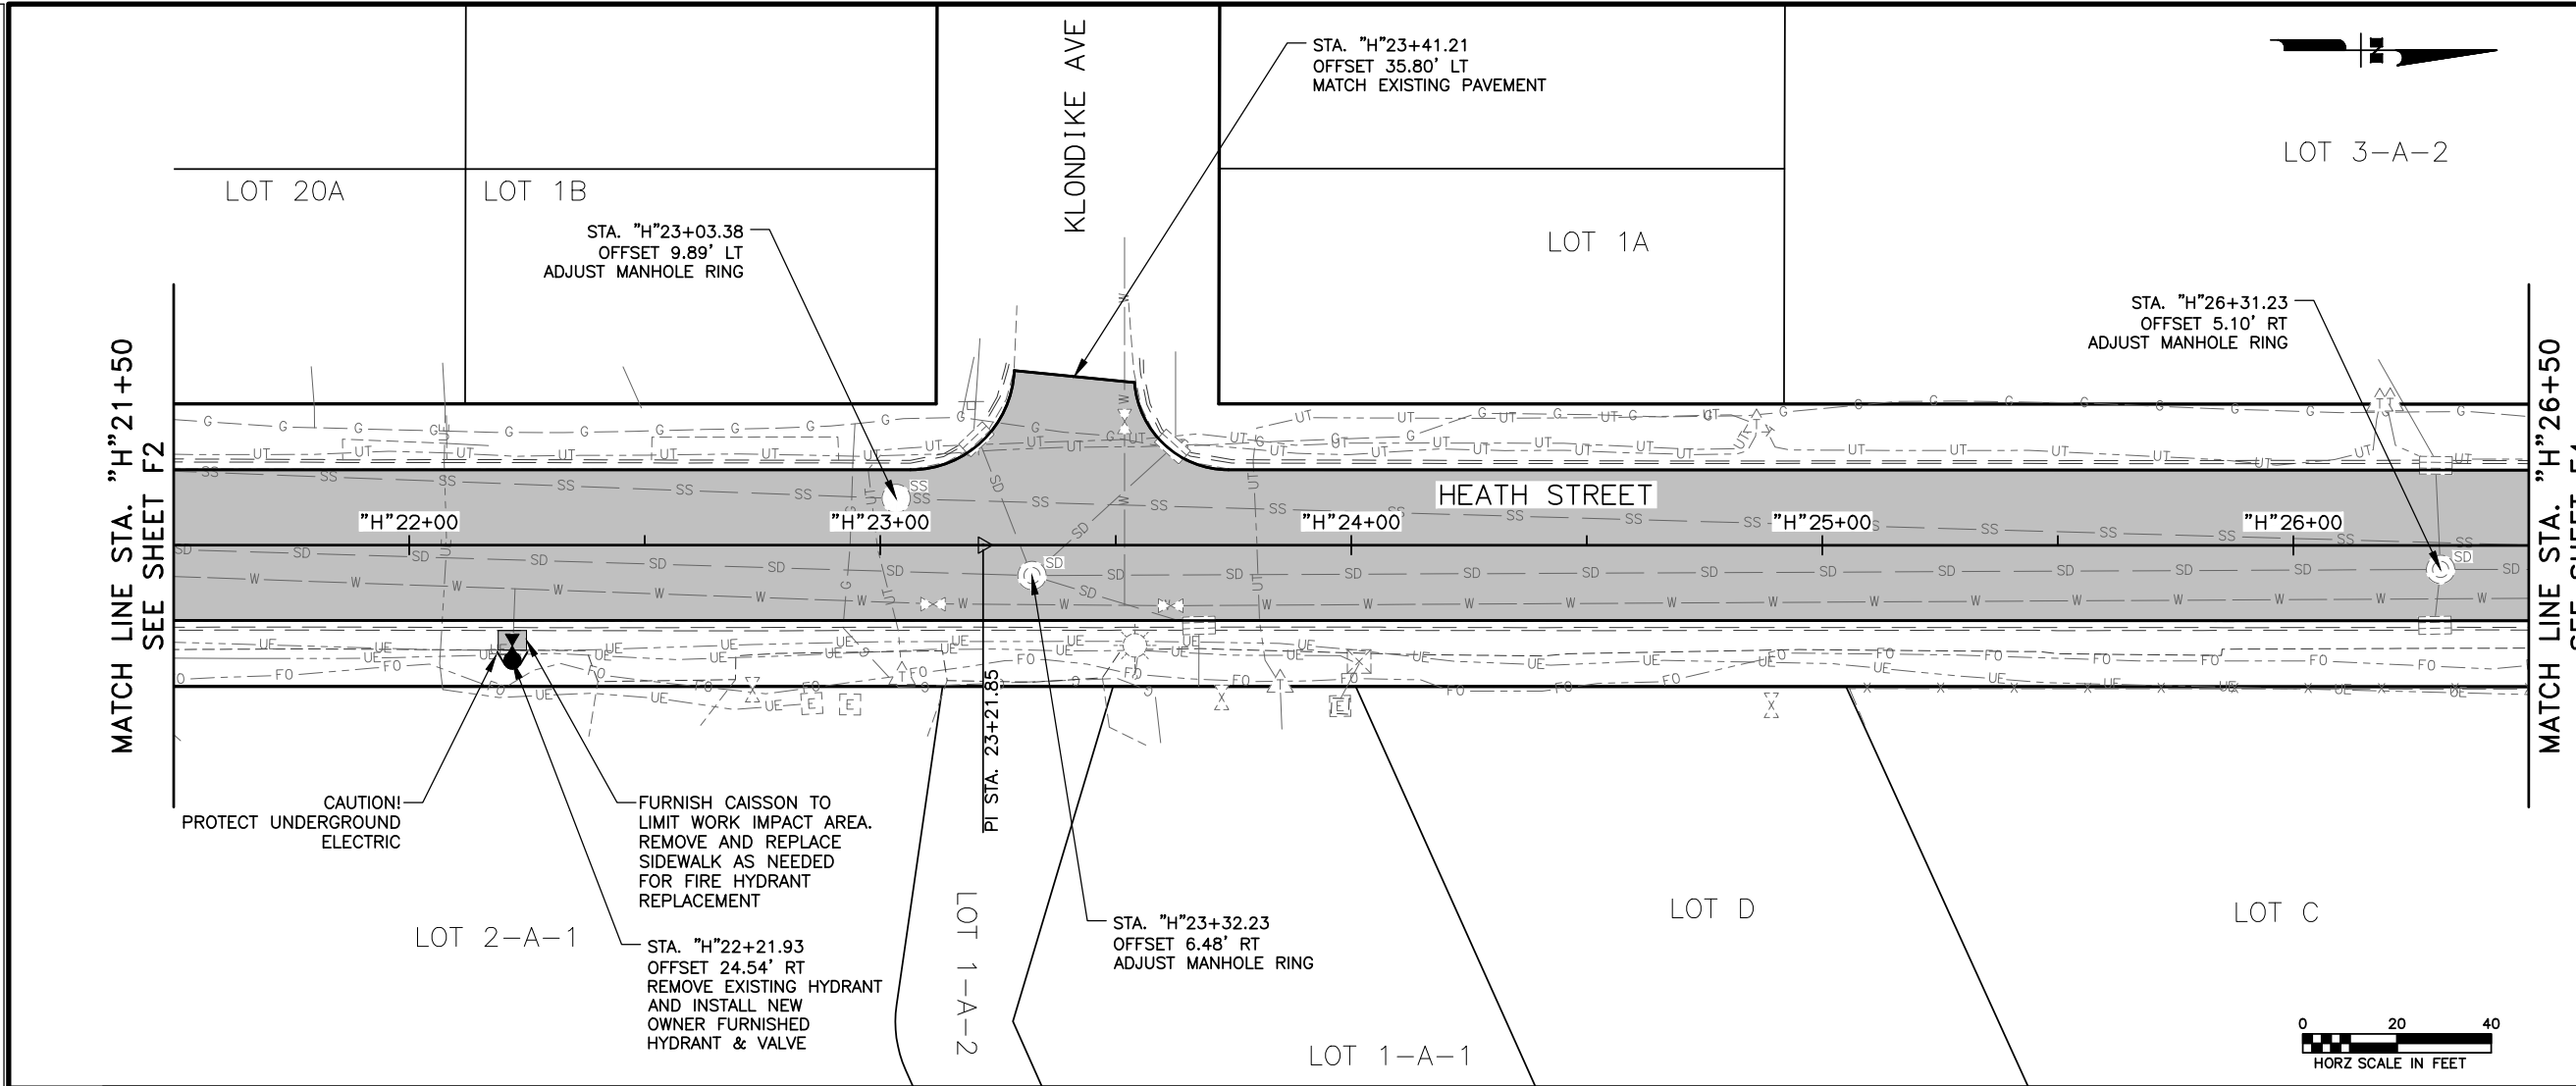 KLONDIKE AVE
STA. "H"23+41.21
OFFSET 35.80' LT
MATCH EXISTING PAVEMENT
N
LOT 3-A-2
LOT 20A
LOT 1B
LOT 1A
STA. "H"23+03.38
OFFSET 9.89' LT
ADJUST MANHOLE RING
STA. "H"26+31.23
OFFSET 5.10' RT
ADJUST MANHOLE RING
MATCH LINE STA. "H"21+50
SEE SHEET F2
MATCH LINE STA. "H"26+50
HEATH STREET
"H"22+00
"H"23+00
"H"24+00
"H"25+00
"H"26+00
SS
SD
SD
PI STA. 23+21.85
CAUTION!
PROTECT UNDERGROUND
ELECTRIC
FURNISH CAISSON TO
LIMIT WORK IMPACT AREA.
REMOVE AND REPLACE
SIDEWALK AS NEEDED
FOR FIRE HYDRANT
REPLACEMENT
STA. "H"22+21.93
OFFSET 24.54' RT
REMOVE EXISTING HYDRANT
AND INSTALL NEW
OWNER FURNISHED
HYDRANT & VALVE
STA. "H"23+32.23
OFFSET 6.48' RT
ADJUST MANHOLE RING
LOT 2-A-1
LOT 1-A-2
LOT 1-A-1
LOT D
LOT C
0 20 40
HORZ SCALE IN FEET